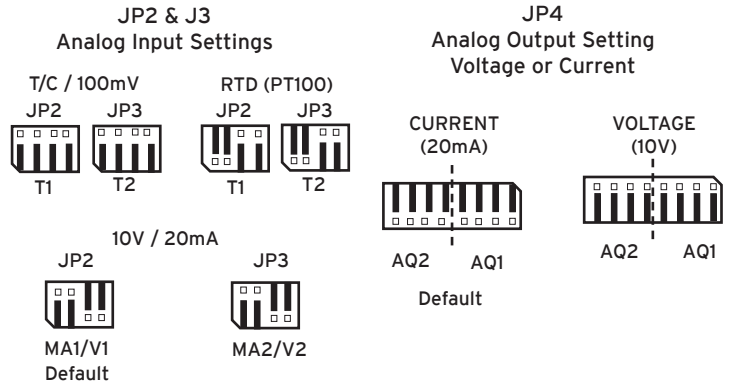 JP2 & J3
Analog Input Settings
T/C / 100mV
JP2 JP3
T1 T2
RTD (PT100)
JP2 JP3
T1 T2
10V / 20mA
JP2 JP3
MA1/V1 MA2/V2
Default
JP4
Analog Output Setting
Voltage or Current
CURRENT
(20mA)
AQ2 AQ1
Default
VOLTAGE
(10V)
AQ2 AQ1